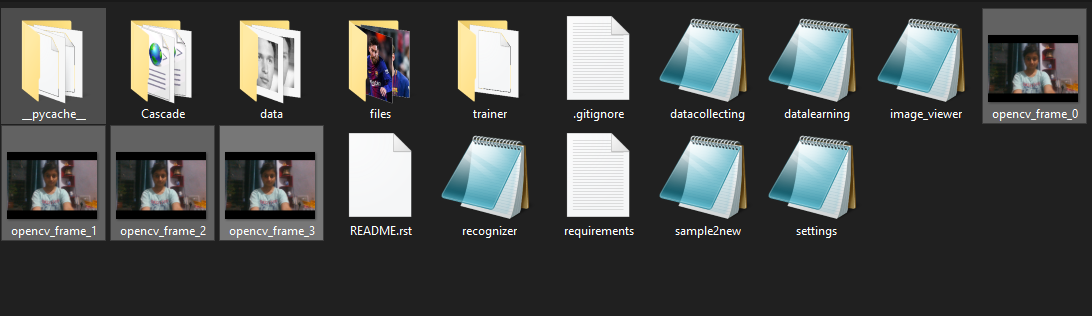 __pycache__
Cascade
data
files
trainer
.gitignore
datacollecting
datalearning
image_viewer
opencv_frame_0
opencv_frame_1
opencv_frame_2
opencv_frame_3
README.rst
recognizer
requirements
sample2new
settings